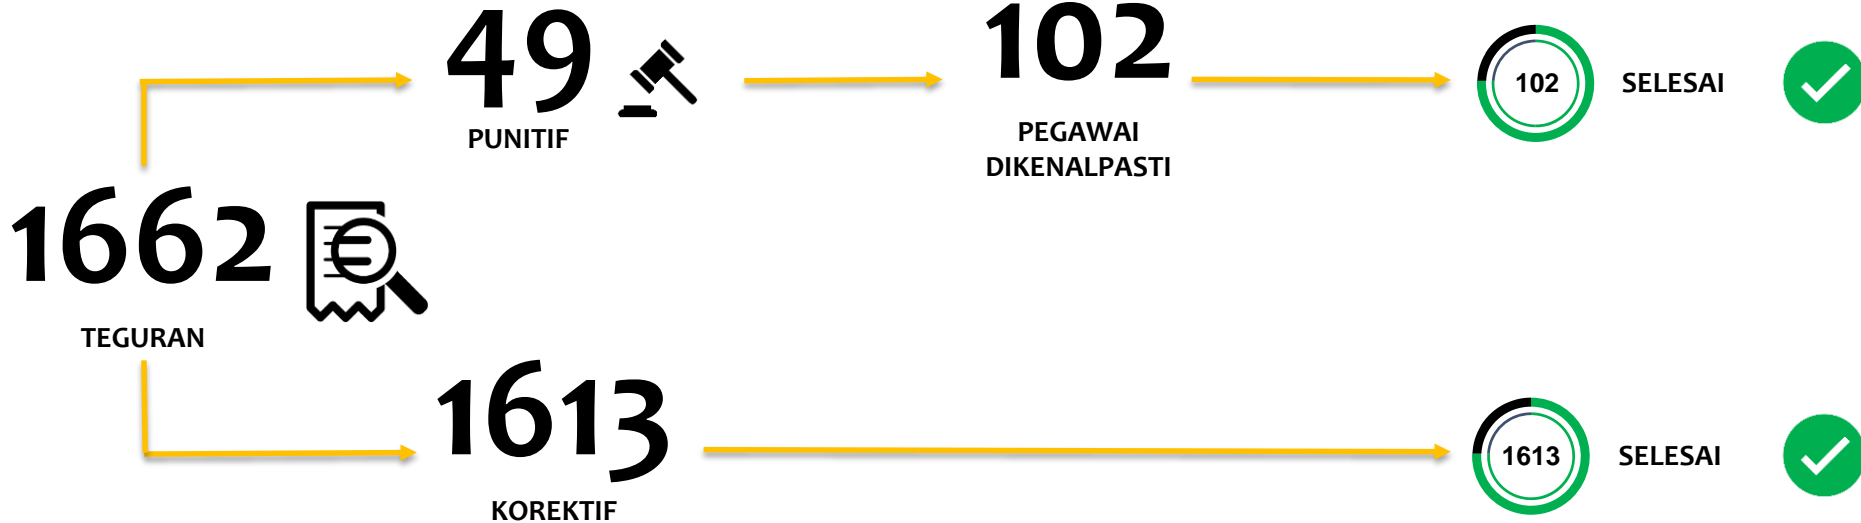 1662
TEGURAN
49
PUNITIF
102
PEGAWAI
DIKENALPASTI
102
SELESAI
1613
KOREKTIF
1613
SELESAI